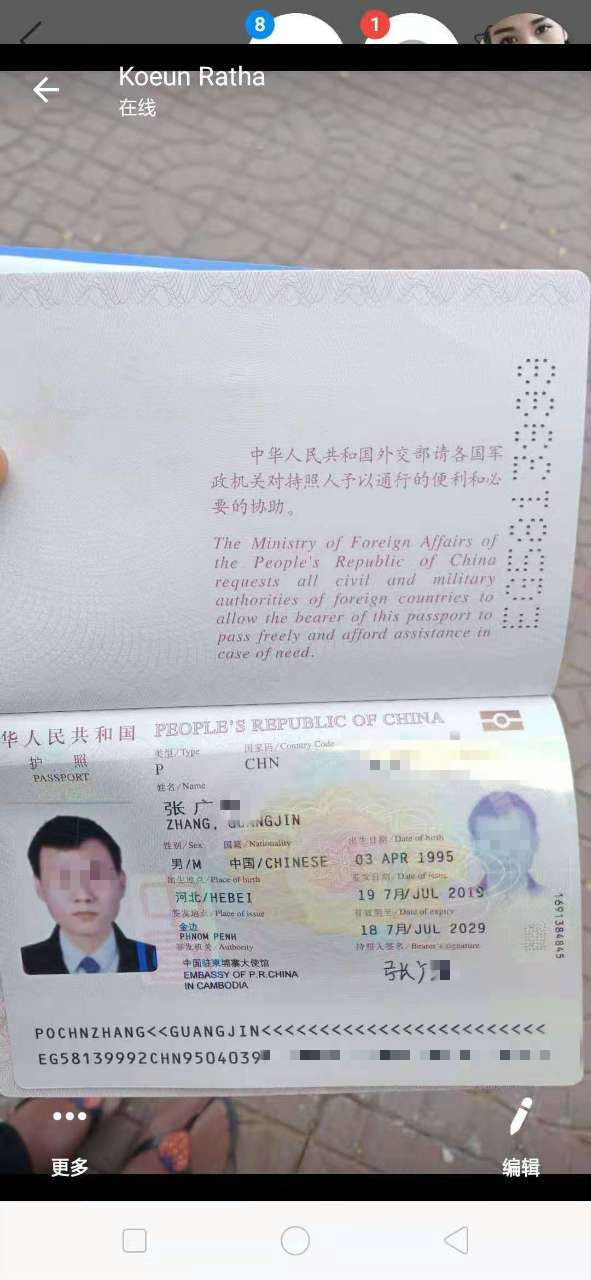 8
1
Koeun Ratha
在线
中华人民共和国外交部请各国军
政机关对持照人予以通行的便利和必
要的协助。
The Ministry of Foreign Affairs of
the People's Republic of China
requests all civil and military
authorities of foreign countries to
allow the bearer of this passport to
pass freely and afford assistance in
case of need.
华人民共和国 PEOPLE'S REPUBLIC OF CHINA
护 照
PASSPORT
类型/Type
国家码/Country Code
P
CHN
姓名/Name
张 广
ZHANG, GUANGJIN
性别/Sex
国籍/Nationality
出生日期/Date of birth
男/M
中国/CHINESE
03 APR 1995
出生地点/Place of birth
签发日期/Date of issue
河北/HEBEI
19 7月/JUL 2019
签发地点/Place of issue
有效期至/Date of expiry
金边
PHNOM PENH
18 7月/JUL 2029
签发机关/Authority
持照人签名/Bearer's signature
中国驻柬埔寨大使馆
EMBASSY OF P.R.CHINA
IN CAMBODIA
张广
1691384845
POCHNZHANG<<GUANGJIN<<<<<<<<<<<<<<<<<<<<<<<<
EG58139992CHN9504039
更多
编辑